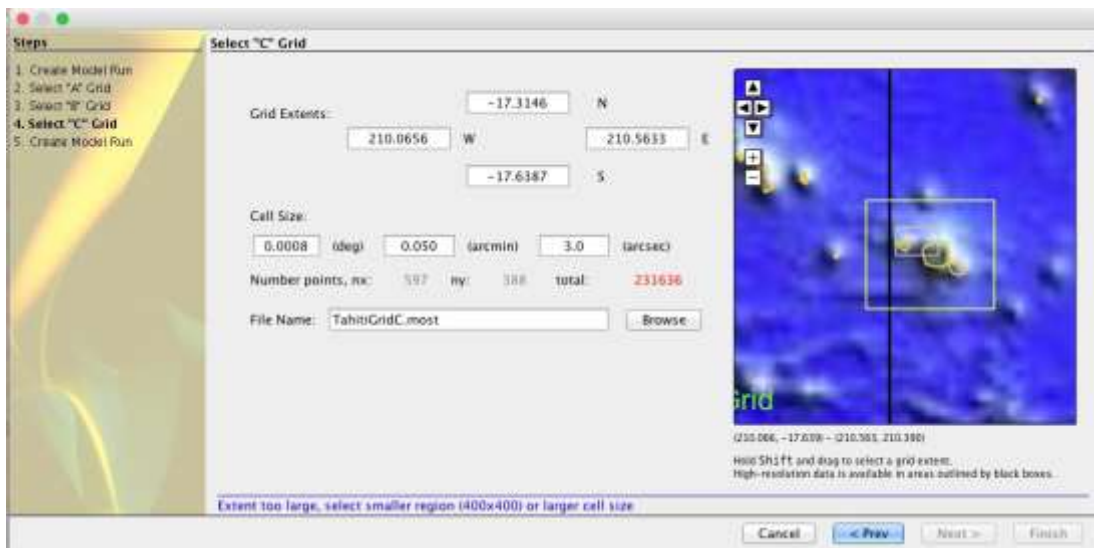 Steps
1. Create Model Run
2. Select "A" Grid
3. Select "B" Grid
4. Select "C" Grid
5. Create Model Run
Select "C" Grid
Grid Extents:
-17.3146 N
210.0656 W 210.5633 E
-17.6387 S
Cell Size:
0.0008 (deg) 0.050 (arcmin) 3.0 (arcsec)
Number points, nx: 597 ny: 388 total: 231636
File Name: TahitiGridC.most Browse
Grid
(210.066, -17.639) - (210.563, 210.390)
Hold Shift and drag to select a grid extent.
High-resolution data is available in areas outlined by black boxes.
Extent too large, select smaller region (400x400) or larger cell size
Cancel < Prev Next > Finish